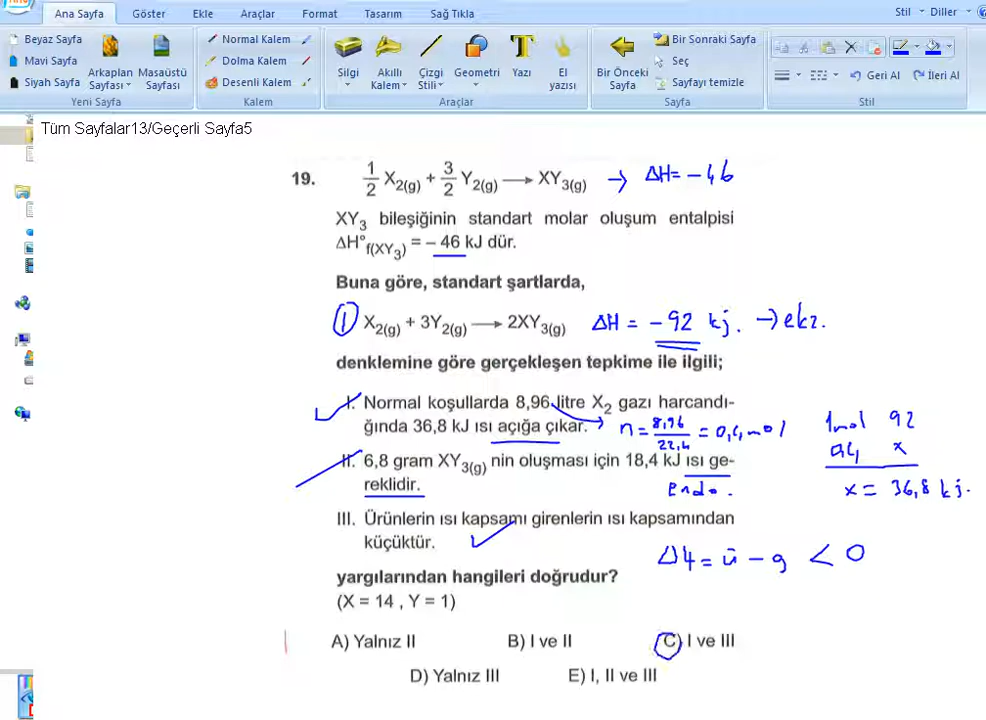 Ana Sayfa Göster Ekle Araçlar Format Tasarım Sağ Tıkla Stil Diller
Beyaz Sayfa
Mavi Sayfa
Siyah Sayfa
Arkaplan Sayfası
Masaüstü Sayfası
Yeni Sayfa
Normal Kalem
Dolma Kalem
Desenli Kalem
Kalem
Silgi
Akıllı Kalem
Çizgi Stili
Geometri
Yazı
El yazısı
Araçlar
Bir Önceki Sayfa
Bir Sonraki Sayfa
Seç
Sayfayı temizle
Sayfa
Geri Al İleri Al
Stil
Tüm Sayfalar13/Geçerli Sayfa5
19. 1/2 X2(g) + 3/2 Y2(g) → XY3(g) → ΔH = -46
XY3 bileşiğinin standart molar oluşum entalpisi
ΔH°f(XY3) = – 46 kJ dür.
Buna göre, standart şartlarda,
1 X2(g) + 3Y2(g) → 2XY3(g) ΔH = -92 kj. → ekz.
denklemine göre gerçekleşen tepkime ile ilgili;
I. Normal koşullarda 8,96 litre X2 gazı harcandı-
ğında 36,8 kJ ısı açığa çıkar. → n = 8,96/22,4 = 0,4 mol
1mol 92
0,4 x
x = 36,8 kj.
II. 6,8 gram XY3(g) nin oluşması için 18,4 kJ ısı ge-
reklidir. endo.
III. Ürünlerin ısı kapsamı girenlerin ısı kapsamından
küçüktür.
ΔH = ü - g < 0
yargılarından hangileri doğrudur?
(X = 14 , Y = 1)
A) Yalnız II B) I ve II C) I ve III
D) Yalnız III E) I, II ve III